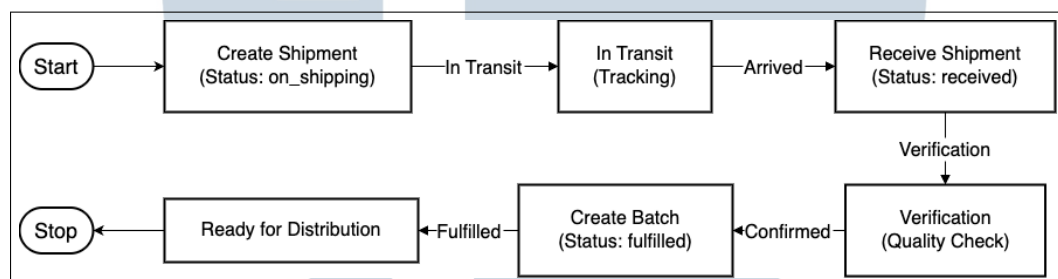 Start
Create Shipment
(Status: on_shipping)
In Transit
In Transit
(Tracking)
Arrived
Receive Shipment
(Status: received)
Verification
Verification
(Quality Check)
Confirmed
Create Batch
(Status: fulfilled)
Fulfilled
Ready for Distribution
Stop